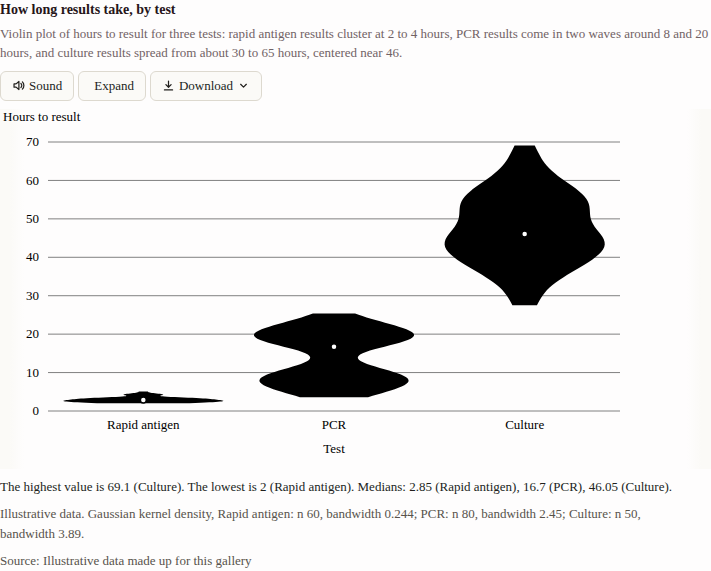 How long results take, by test
Violin plot of hours to result for three tests: rapid antigen results cluster at 2 to 4 hours, PCR results come in two waves around 8 and 20
hours, and culture results spread from about 30 to 65 hours, centered near 46.
Sound Expand Download
Hours to result
70
60
50
40
30
20
10
0
Rapid antigen PCR Culture
Test
The highest value is 69.1 (Culture). The lowest is 2 (Rapid antigen). Medians: 2.85 (Rapid antigen), 16.7 (PCR), 46.05 (Culture).
Illustrative data. Gaussian kernel density, Rapid antigen: n 60, bandwidth 0.244; PCR: n 80, bandwidth 2.45; Culture: n 50,
bandwidth 3.89.
Source: Illustrative data made up for this gallery